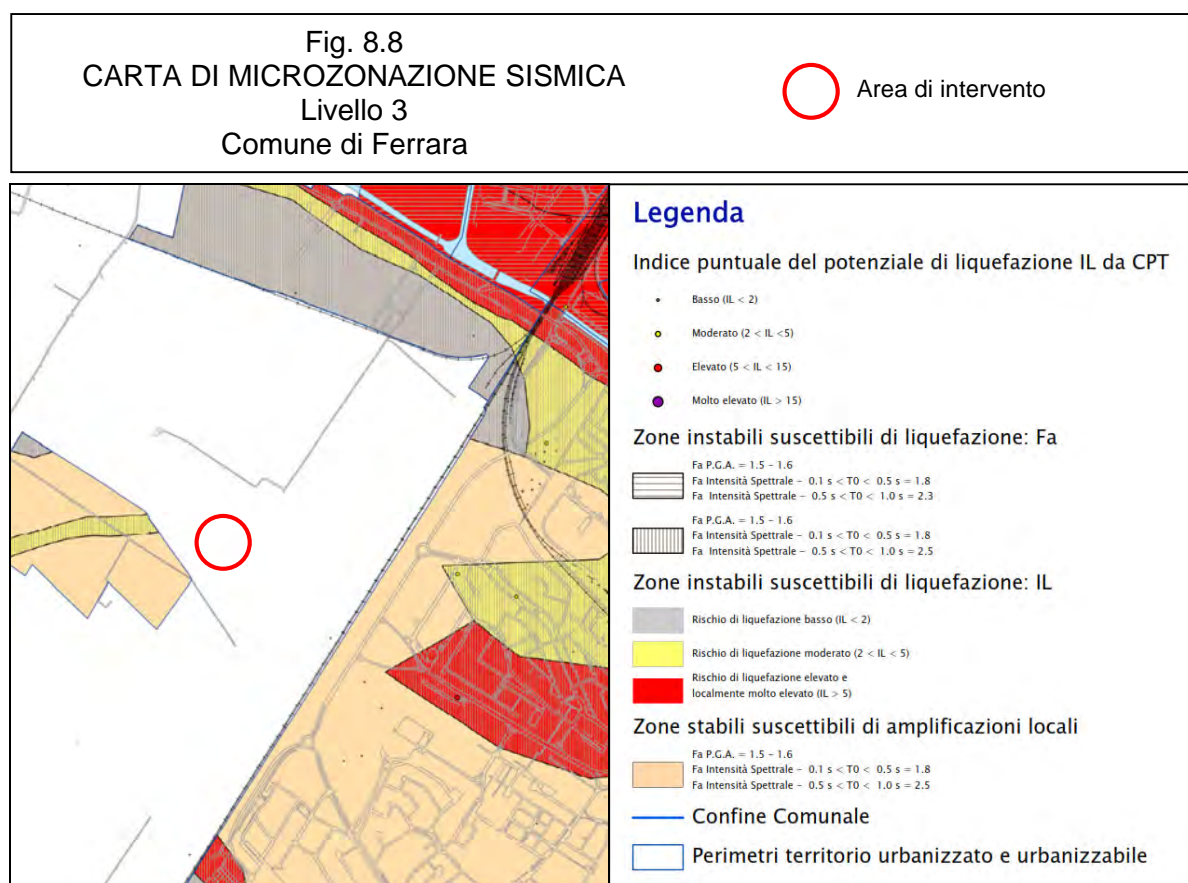 Fig. 8.8
CARTA DI MICROZONAZIONE SISMICA
Livello 3
Comune di Ferrara
Area di intervento
Legenda
Indice puntuale del potenziale di liquefazione IL da CPT
Basso (IL < 2)
Moderato (2 < IL <5)
Elevato (5 < IL < 15)
Molto elevato (IL > 15)
Zone instabili suscettibili di liquefazione: Fa
Fa P.G.A. = 1.5 – 1.6
Fa Intensità Spettrale – 0.1 s < T0 < 0.5 s = 1.8
Fa Intensità Spettrale – 0.5 s < T0 < 1.0 s = 2.3
Fa P.G.A. = 1.5 – 1.6
Fa Intensità Spettrale – 0.1 s < T0 < 0.5 s = 1.8
Fa Intensità Spettrale – 0.5 s < T0 < 1.0 s = 2.5
Zone instabili suscettibili di liquefazione: IL
Rischio di liquefazione basso (IL < 2)
Rischio di liquefazione moderato (2 < IL < 5)
Rischio di liquefazione elevato e
localmente molto elevato (IL > 5)
Zone stabili suscettibili di amplificazioni locali
Fa P.G.A. = 1.5 – 1.6
Fa Intensità Spettrale – 0.1 s < T0 < 0.5 s = 1.8
Fa Intensità Spettrale – 0.5 s < T0 < 1.0 s = 2.5
Confine Comunale
Perimetri territorio urbanizzato e urbanizzabile